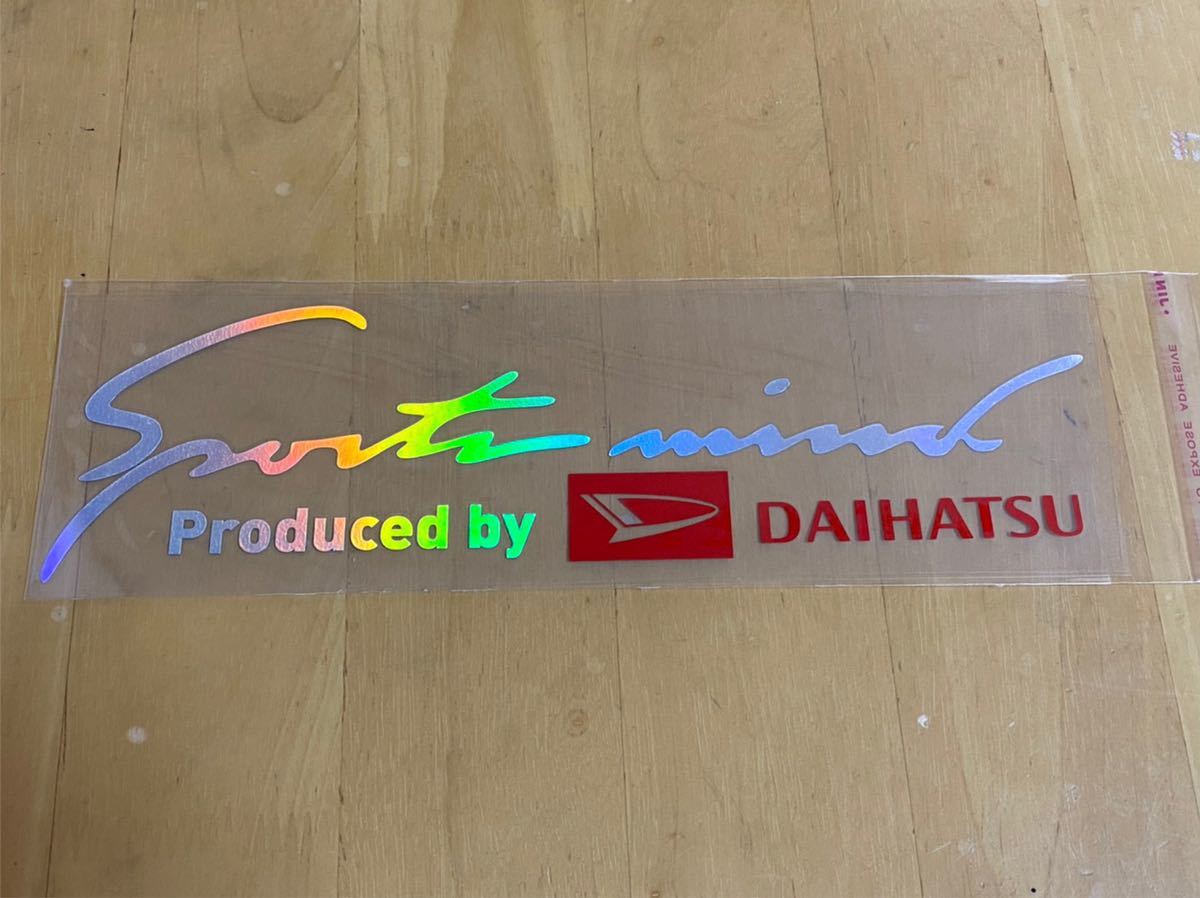 Sports mind
Produced by DAIHATSU
EXPOSE ADHESIVE